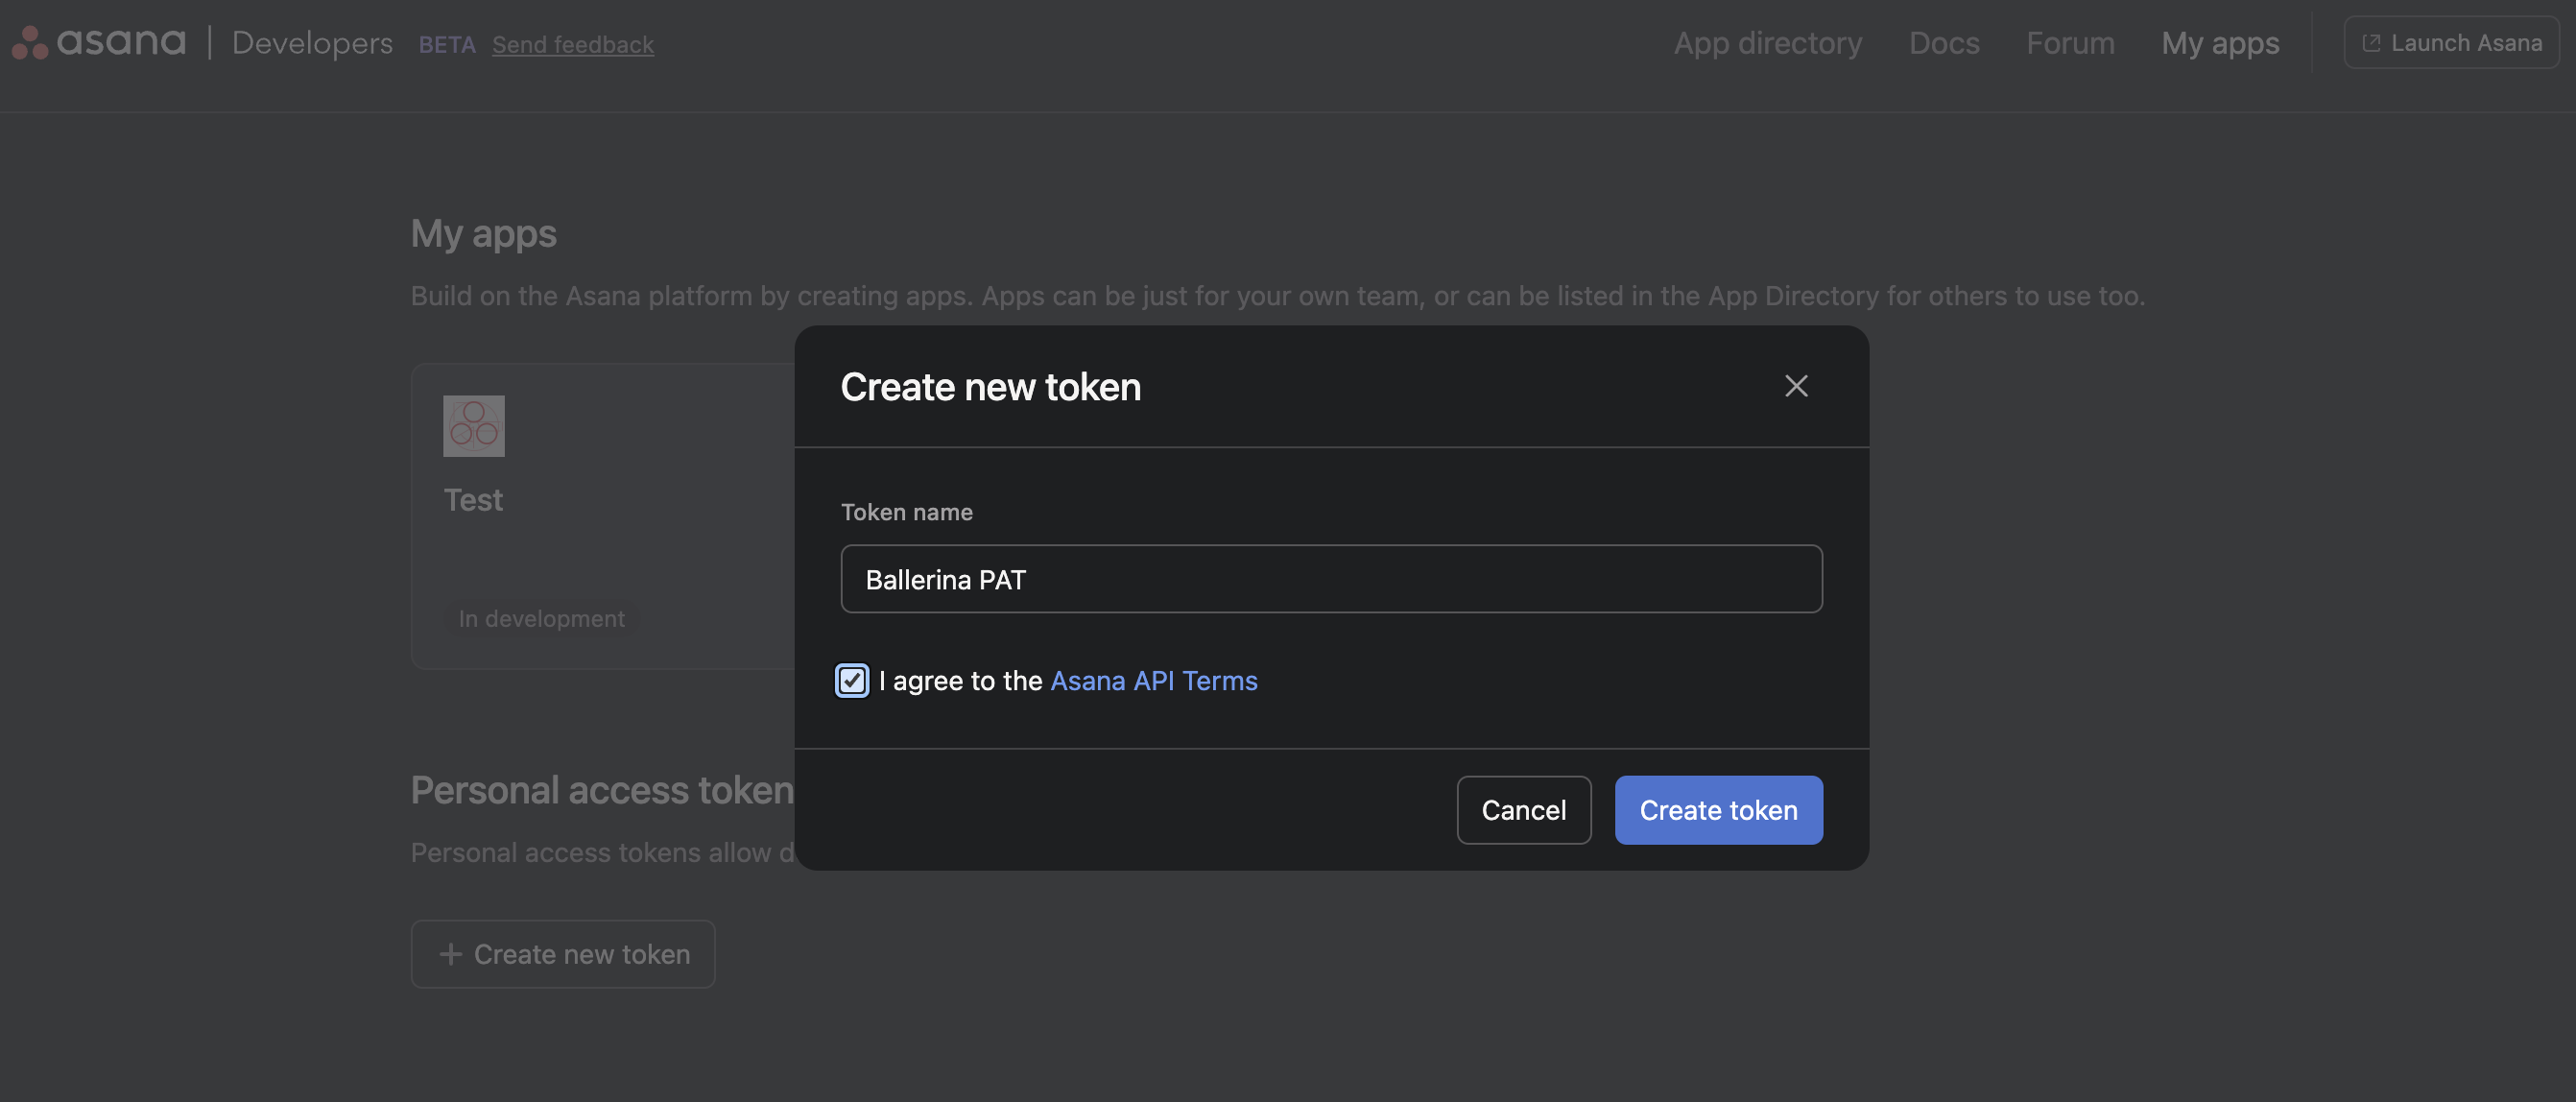 asana | Developers BETA Send feedback
App directory Docs Forum My apps Launch Asana
My apps
Build on the Asana platform by creating apps. Apps can be just for your own team, or can be listed in the App Directory for others to use too.
Test
In development
Create new token
Token name
Ballerina PAT
I agree to the Asana API Terms
Cancel Create token
Personal access token
Personal access tokens allow d
+ Create new token